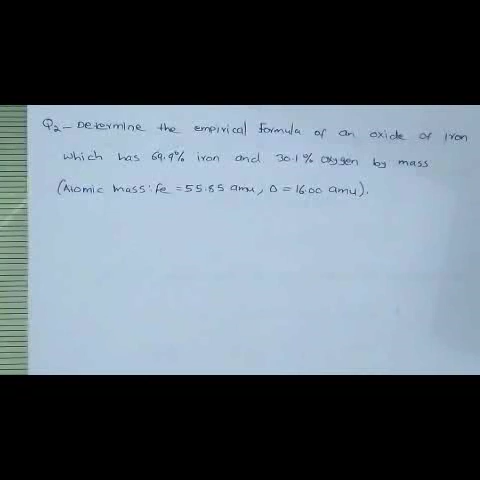 Q2- Determine the empirical formula of an oxide of iron
which has 69.9% iron and 30.1% oxygen by mass
(Atomic mass: Fe = 55.85 amu, O = 16.00 amu).